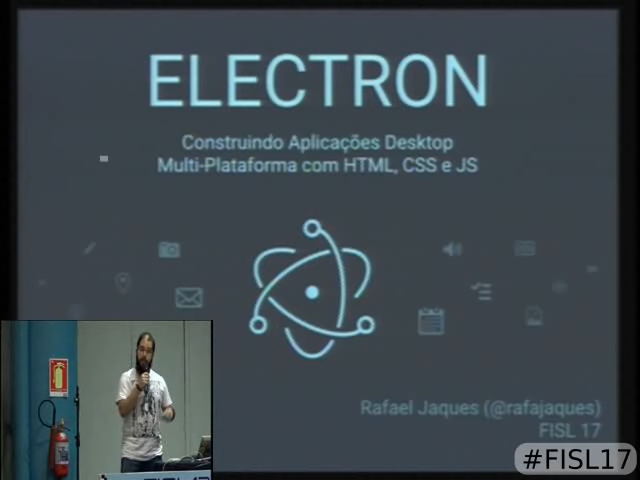 ELECTRON
Construindo Aplicações Desktop
Multi-Plataforma com HTML, CSS e JS
Rafael Jaques (@rafajaques)
FISL 17
#FISL17